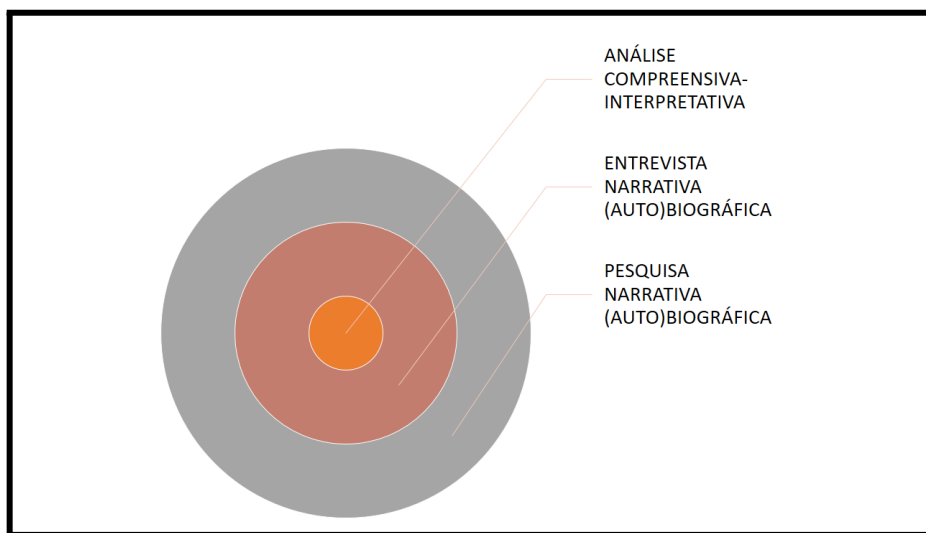 ANÁLISE
COMPREENSIVA-
INTERPRETATIVA
ENTREVISTA
NARRATIVA
(AUTO)BIOGRÁFICA
PESQUISA
NARRATIVA
(AUTO)BIOGRÁFICA